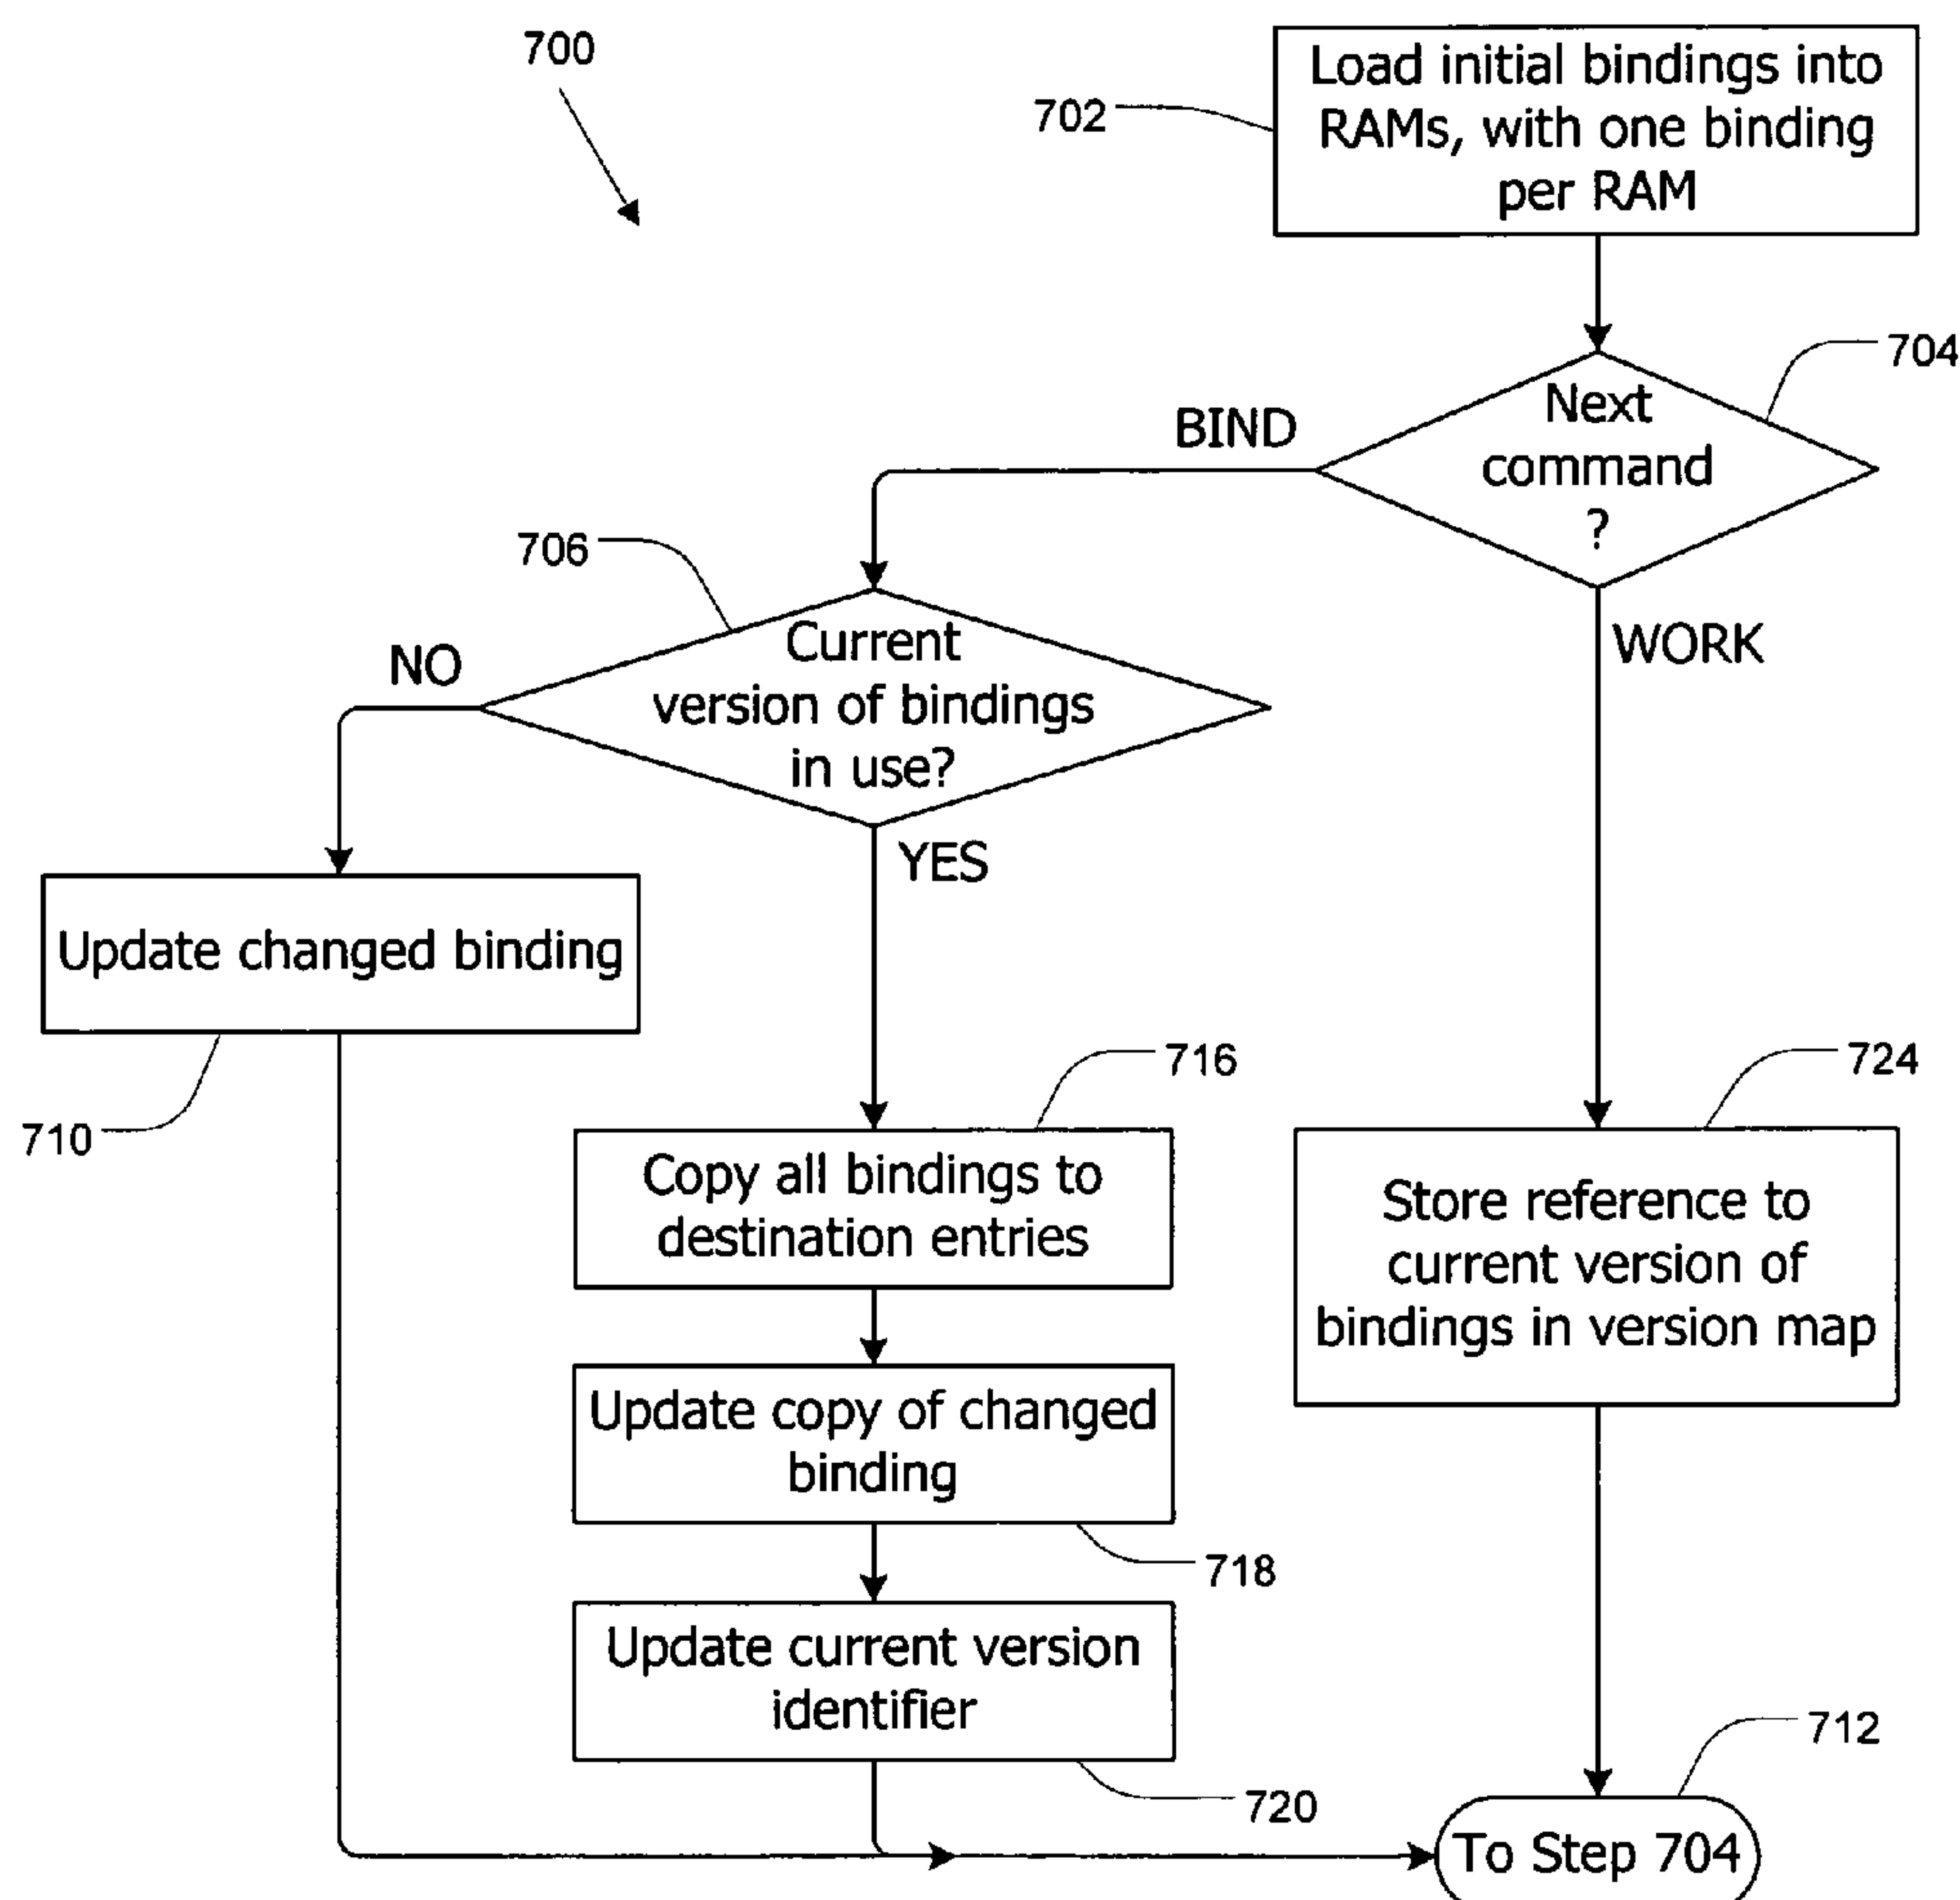 700
Load initial bindings into
RAMs, with one binding
per RAM
702
704
Next
command
?
BIND
WORK
706
Current
version of bindings
in use?
NO
YES
Update changed binding
710
716
Copy all bindings to
destination entries
724
Store reference to
current version of
bindings in version map
Update copy of changed
binding
718
Update current version
identifier
720
712
To Step 704